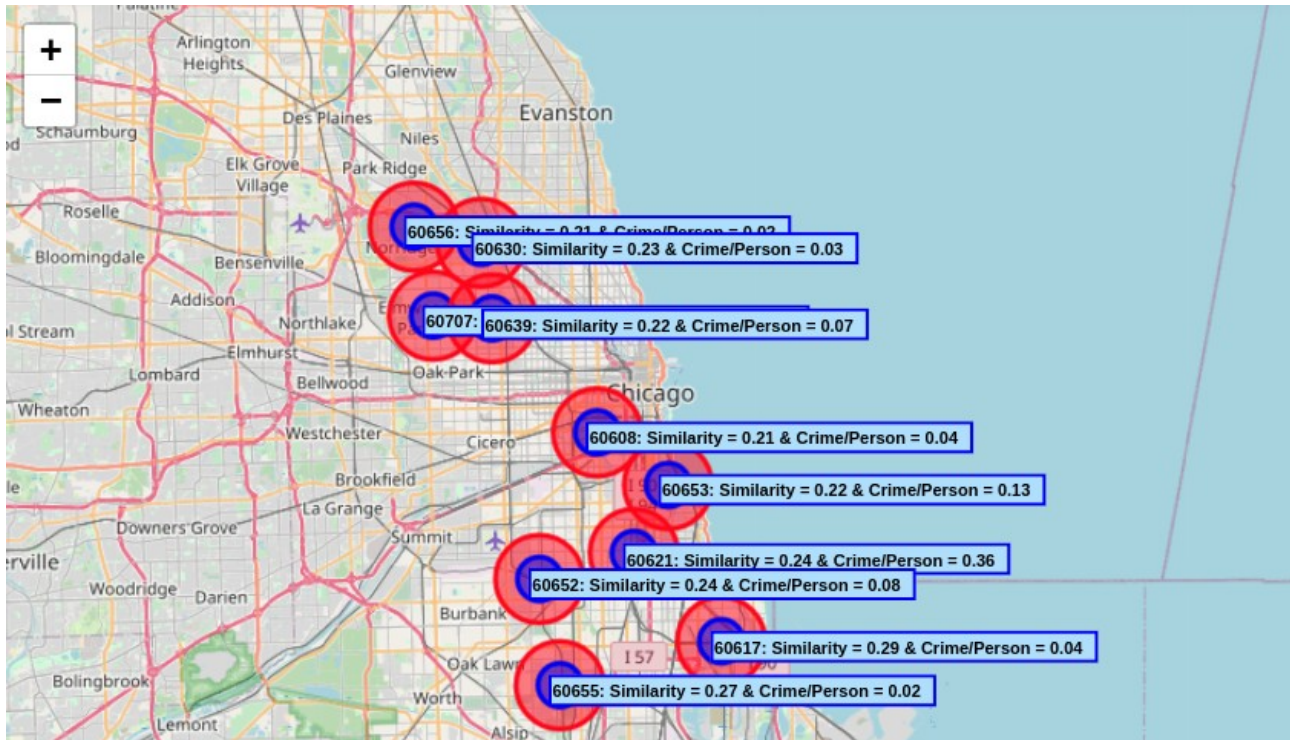 Palatine
+
−
Arlington
Heights
Glenview
Evanston
Des Plaines
Schaumburg
Niles
Elk Grove
Village
Park Ridge
Roselle
60656: Similarity = 0.21 & Crime/Person = 0.02
60630: Similarity = 0.23 & Crime/Person = 0.03
Bloomingdale
Bensenville
Addison
60707:
60639: Similarity = 0.22 & Crime/Person = 0.07
Northlake
ol Stream
Elmhurst
Lombard
Bellwood
Oak Park
Chicago
Wheaton
Westchester
Cicero
60608: Similarity = 0.21 & Crime/Person = 0.04
Brookfield
60653: Similarity = 0.22 & Crime/Person = 0.13
La Grange
Downers Grove
Summit
erville
60621: Similarity = 0.24 & Crime/Person = 0.36
60652: Similarity = 0.24 & Crime/Person = 0.08
Woodridge
Darien
Burbank
60617: Similarity = 0.29 & Crime/Person = 0.04
I 57
Oak Lawn
Bolingbrook
60655: Similarity = 0.27 & Crime/Person = 0.02
Worth
Lemont
Alsip